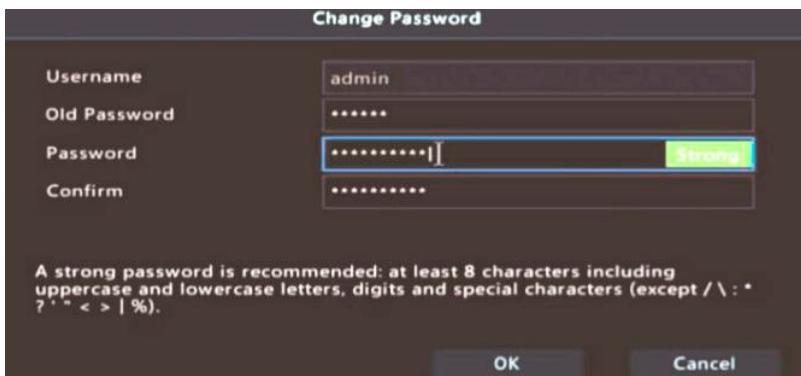 Change Password
Username admin
Old Password ••••••
Password •••••••••• Strong
Confirm ••••••••••
A strong password is recommended: at least 8 characters including
uppercase and lowercase letters, digits and special characters (except / \ : *
? ' " < > | %).
OK Cancel